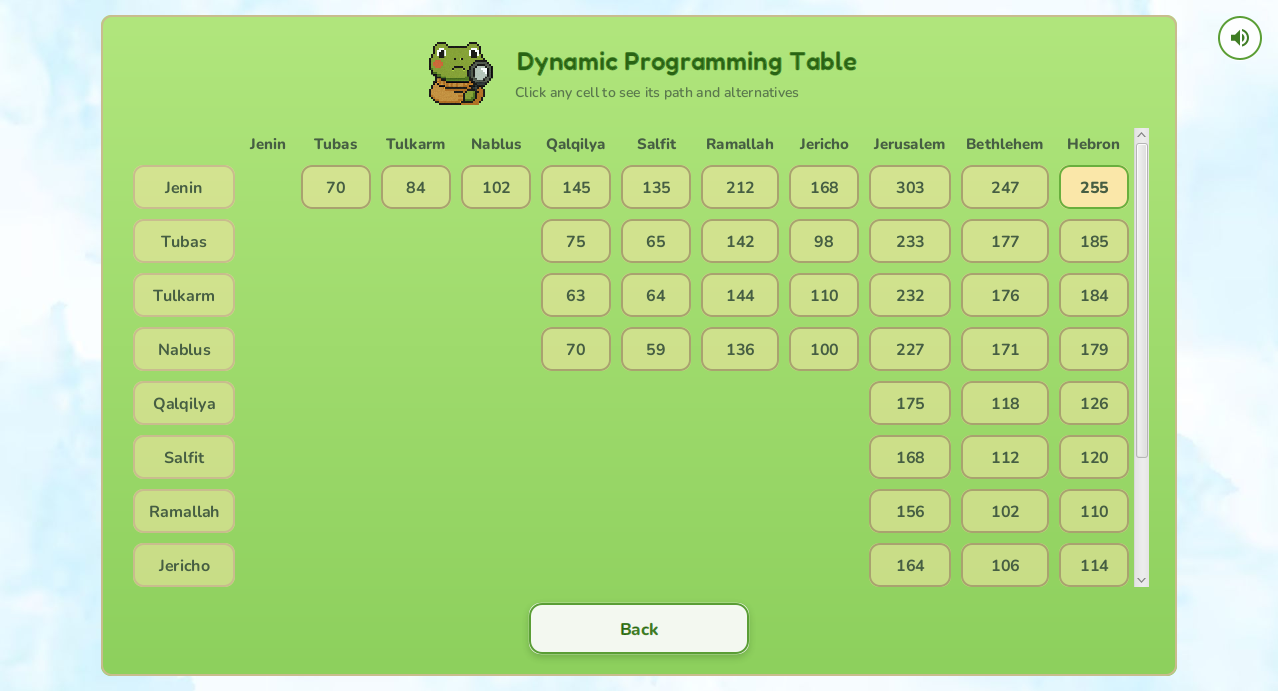 Dynamic Programming Table
Click any cell to see its path and alternatives
Jenin Tubas Tulkarm Nablus Qalqilya Salfit Ramallah Jericho Jerusalem Bethlehem Hebron
Jenin 70 84 102 145 135 212 168 303 247 255
Tubas 75 65 142 98 233 177 185
Tulkarm 63 64 144 110 232 176 184
Nablus 70 59 136 100 227 171 179
Qalqilya 175 118 126
Salfit 168 112 120
Ramallah 156 102 110
Jericho 164 106 114
Back